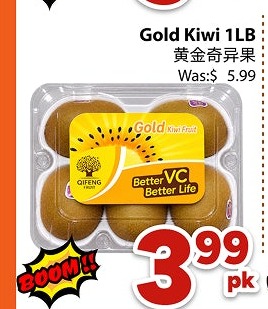 Gold Kiwi 1LB
黄金奇异果
Was:$ 5.99
Gold Kiwi Fruit
QIFENG
FRUIT
Better VC
Better Life
BOOM!!
3.99
pk